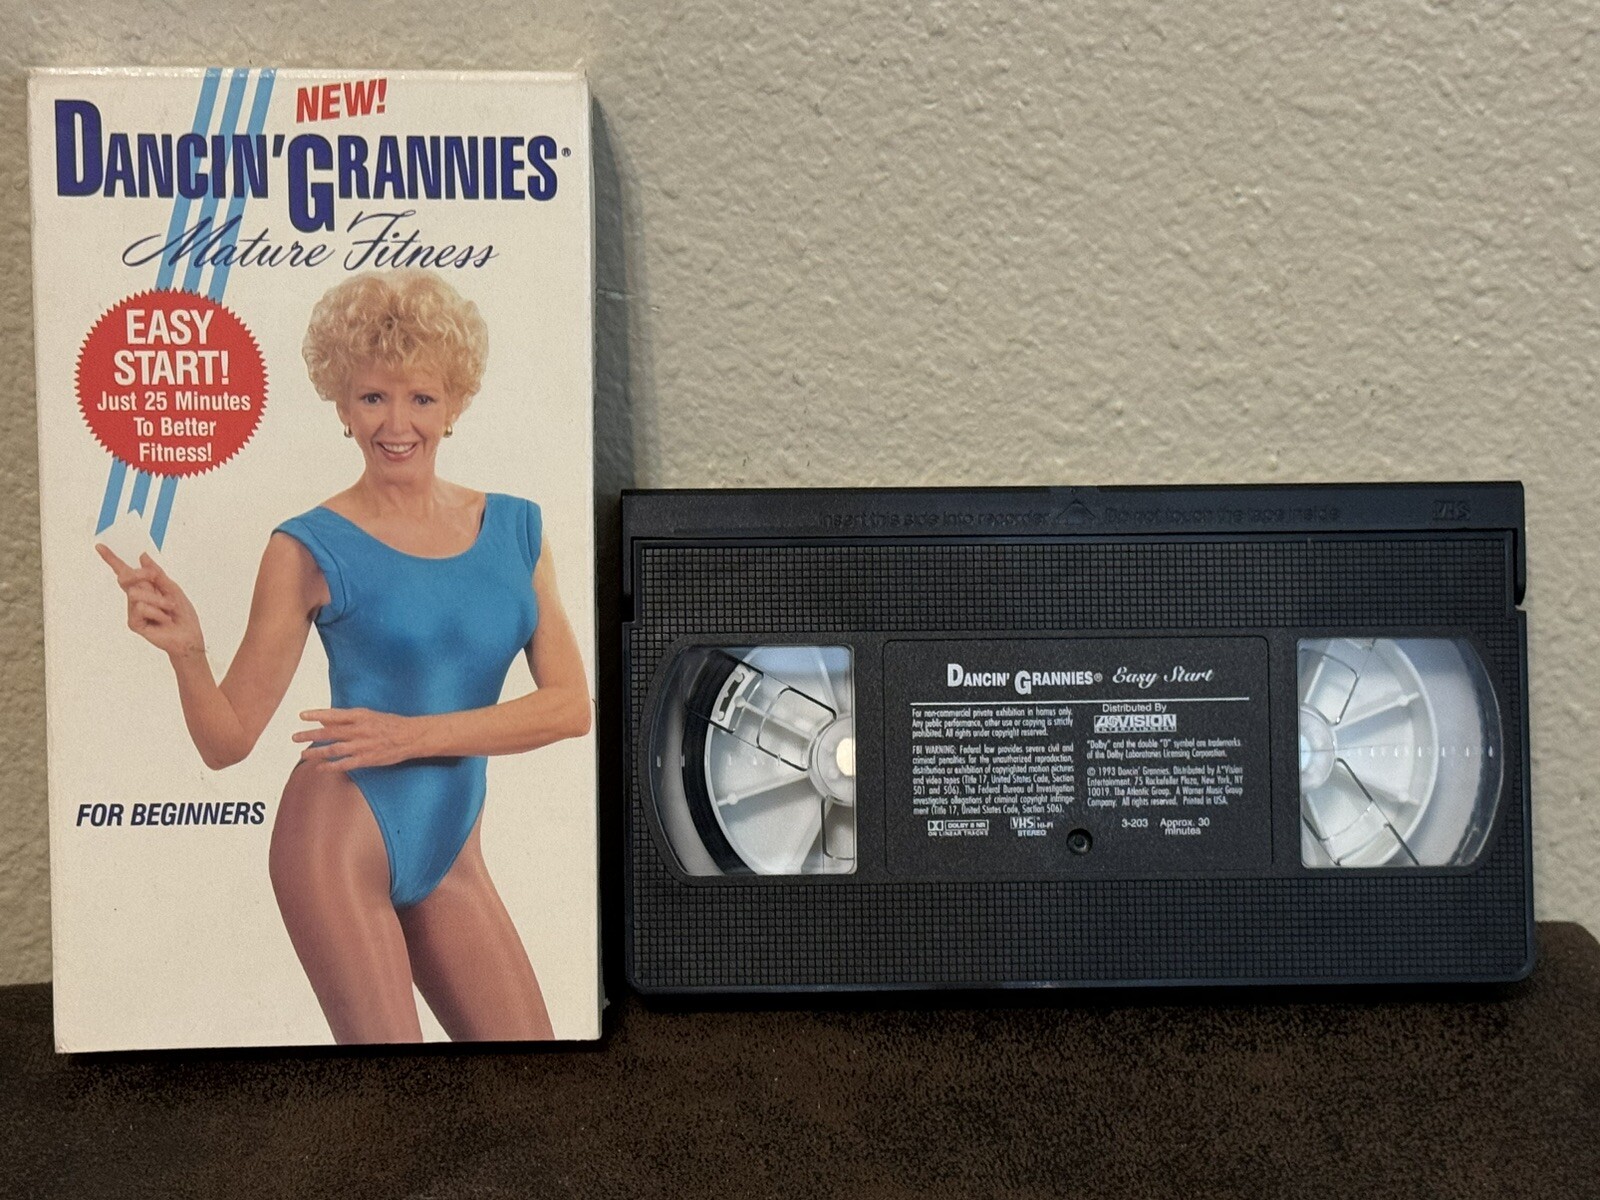 NEW!
DANCIN' GRANNIES®
Mature Fitness
EASY
START!
Just 25 Minutes
To Better
Fitness!
FOR BEGINNERS
Insert this side into recorder Do not touch the tape inside
VHS
DANCIN' GRANNIES® Easy Start
For non-commercial private exhibition in homes only.
Any public performance, other use or copying is strictly
prohibited. All rights under copyright reserved.
FBI WARNING: Federal law provides severe civil and
criminal penalties for the unauthorized reproduction,
distribution or exhibition of copyrighted motion pictures
and video tapes (Title 17, United States Code, Section
501 and 506). The Federal Bureau of Investigation
investigates allegations of criminal copyright infringe-
ment (Title 17, United States Code, Section 506).
DOLBY B NR
ON LINEAR TRACKS
VHS HI-FI
STEREO
Distributed By
A*VISION
ENTERTAINMENT
"Dolby" and the double "D" symbol are trademarks
of the Dolby Laboratories Licensing Corporation.
© 1993 Dancin' Grannies. Distributed by A*Vision
Entertainment. 75 Rockefeller Plaza, New York, NY
10019. The Atlantic Group. A Warner Music Group
Company. All rights reserved. Printed in USA.
3-203 Approx. 30
minutes